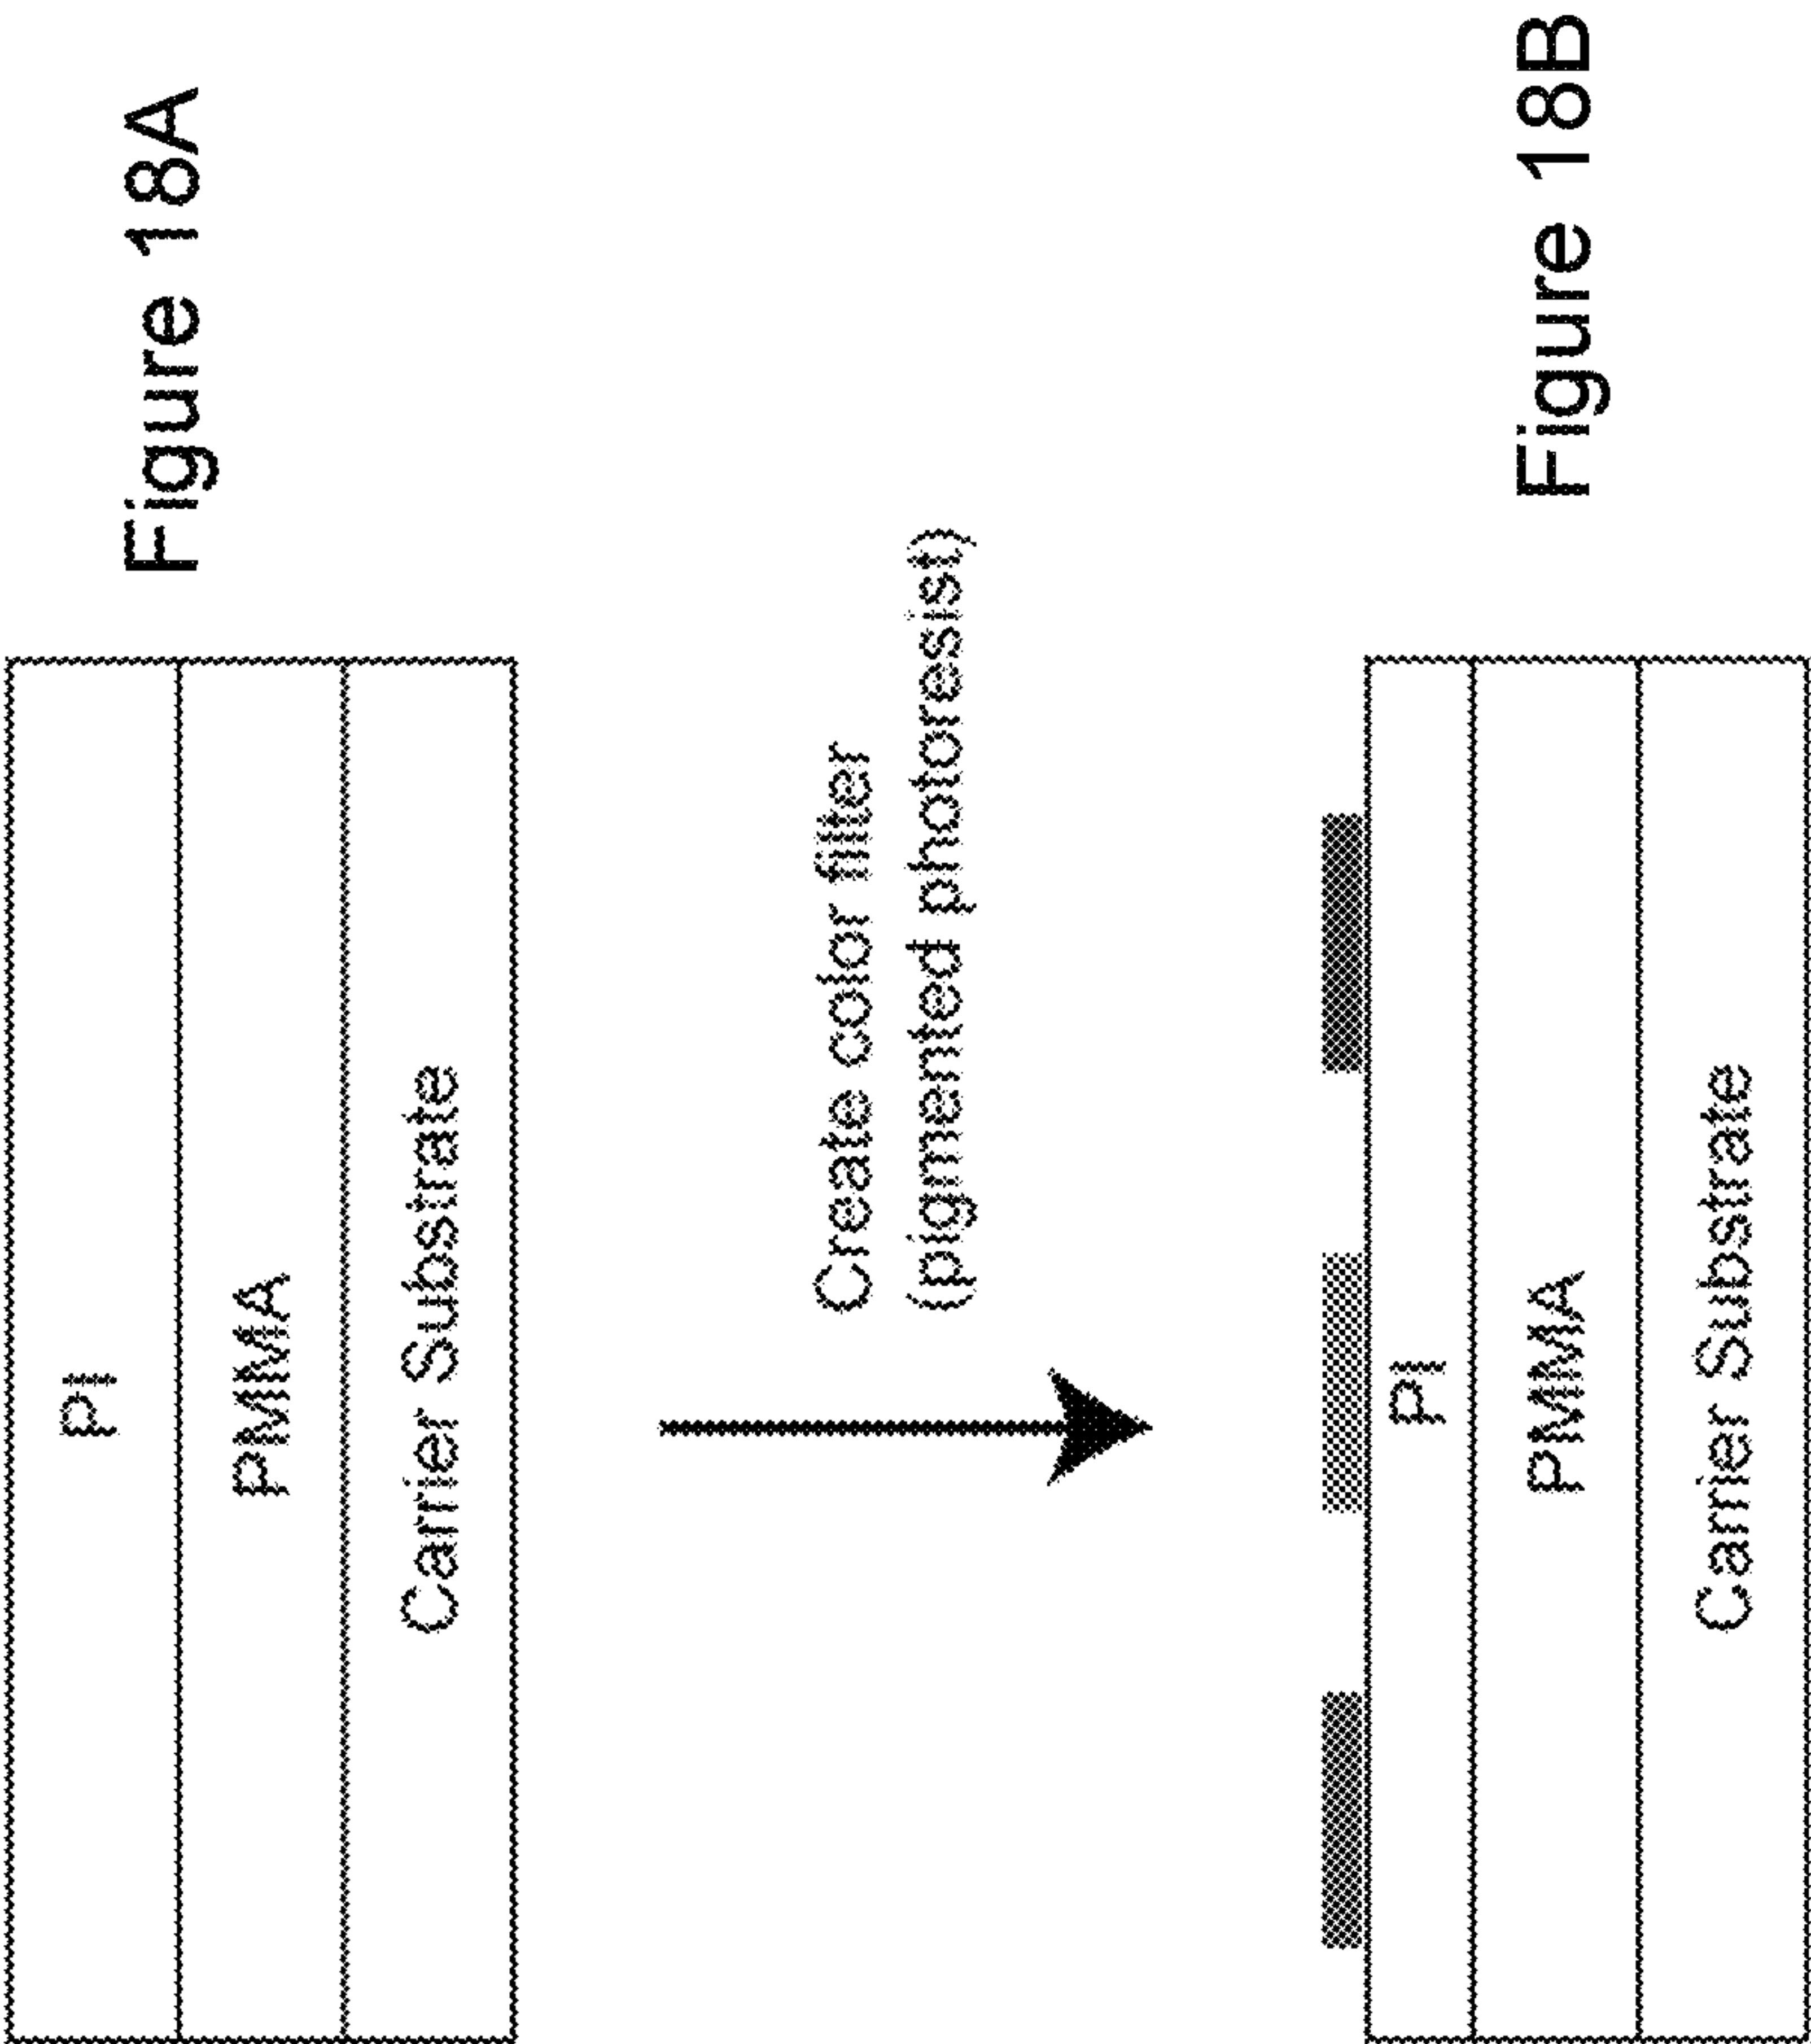 PI
PMMA
Carrier Substrate
Figure 18A
Create color filter
(pigmented photoresist)
PI
PMMA
Carrier Substrate
Figure 18B